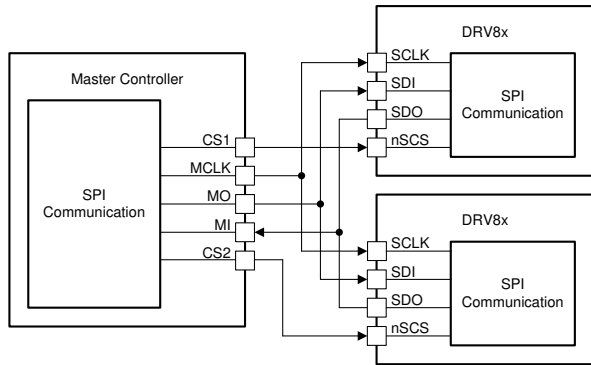 Master Controller
SPI
Communication
CS1
MCLK
MO
MI
CS2
DRV8x
SCLK
SDI
SDO
nSCS
SPI
Communication
DRV8x
SCLK
SDI
SDO
nSCS
SPI
Communication